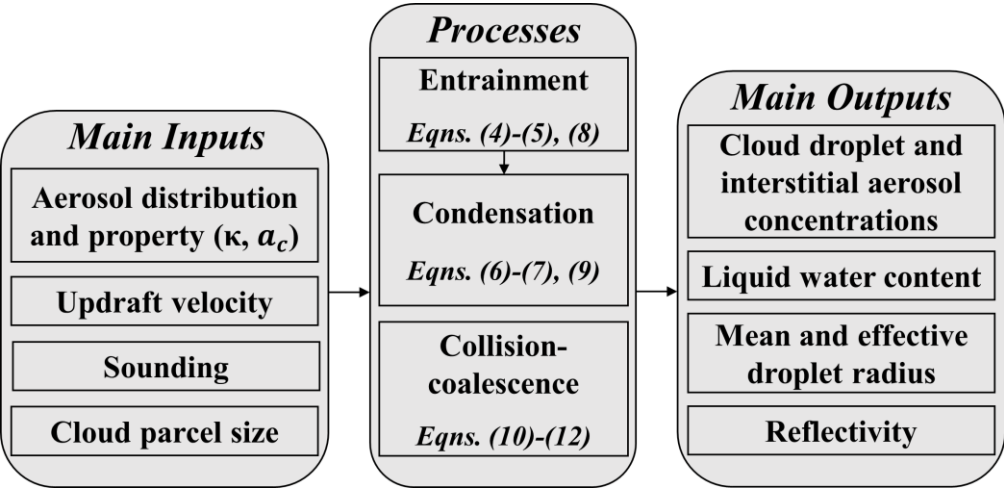 Main Inputs
Aerosol distribution
and property (κ, a_c)
Updraft velocity
Sounding
Cloud parcel size
Processes
Entrainment
Eqns. (4)-(5), (8)
Condensation
Eqns. (6)-(7), (9)
Collision-
coalescence
Eqns. (10)-(12)
Main Outputs
Cloud droplet and
interstitial aerosol
concentrations
Liquid water content
Mean and effective
droplet radius
Reflectivity